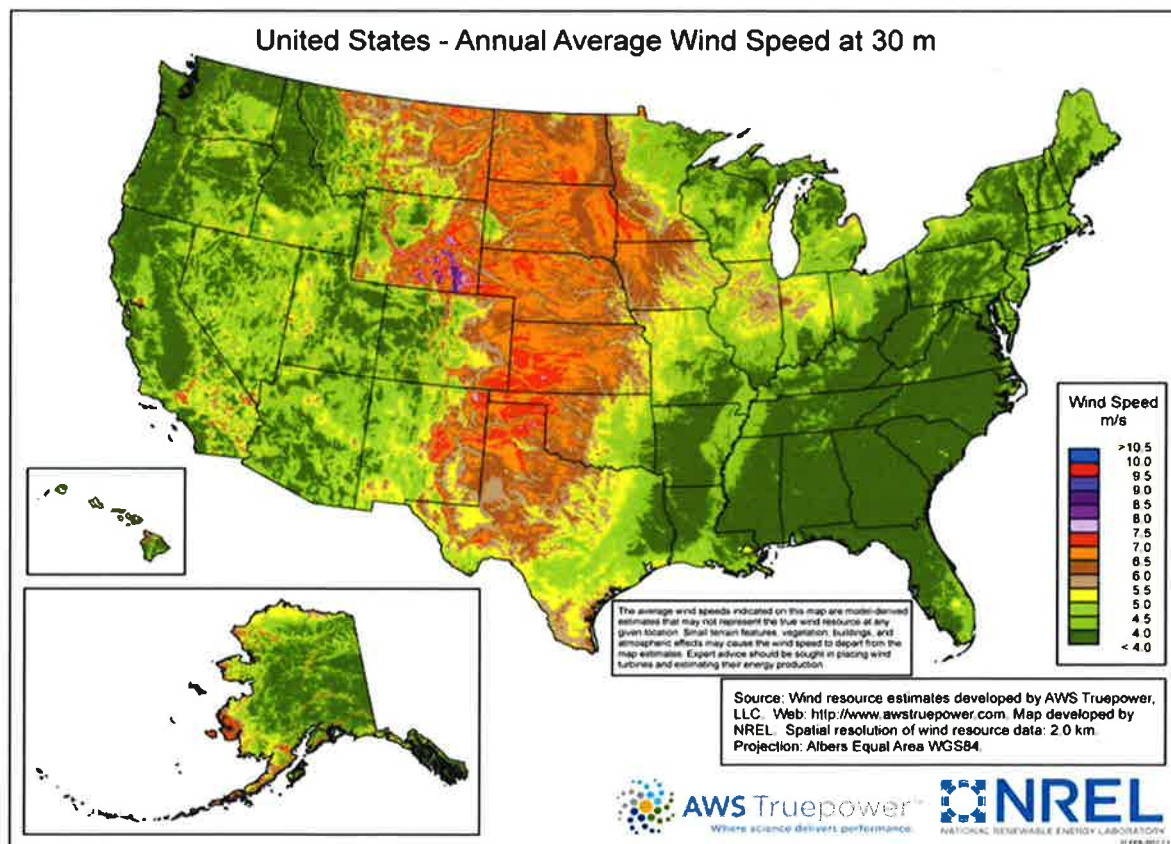 United States - Annual Average Wind Speed at 30 m
Wind Speed
m/s
>10.5
10.0
9.5
9.0
8.5
8.0
7.5
7.0
6.5
6.0
5.5
5.0
4.5
4.0
< 4.0
The average wind speeds indicated on this map are model-derived
estimates that may not represent the true wind resource at any
given location. Small terrain features, vegetation, buildings, and
atmospheric effects may cause the wind speed to depart from the
map estimates. Expert advice should be sought in placing wind
turbines and estimating their energy production.
Source: Wind resource estimates developed by AWS Truepower,
LLC. Web: http://www.awstruepower.com. Map developed by
NREL. Spatial resolution of wind resource data: 2.0 km.
Projection: Albers Equal Area WGS84.
AWS Truepower™
Where science delivers performance.
NREL
NATIONAL RENEWABLE ENERGY LABORATORY